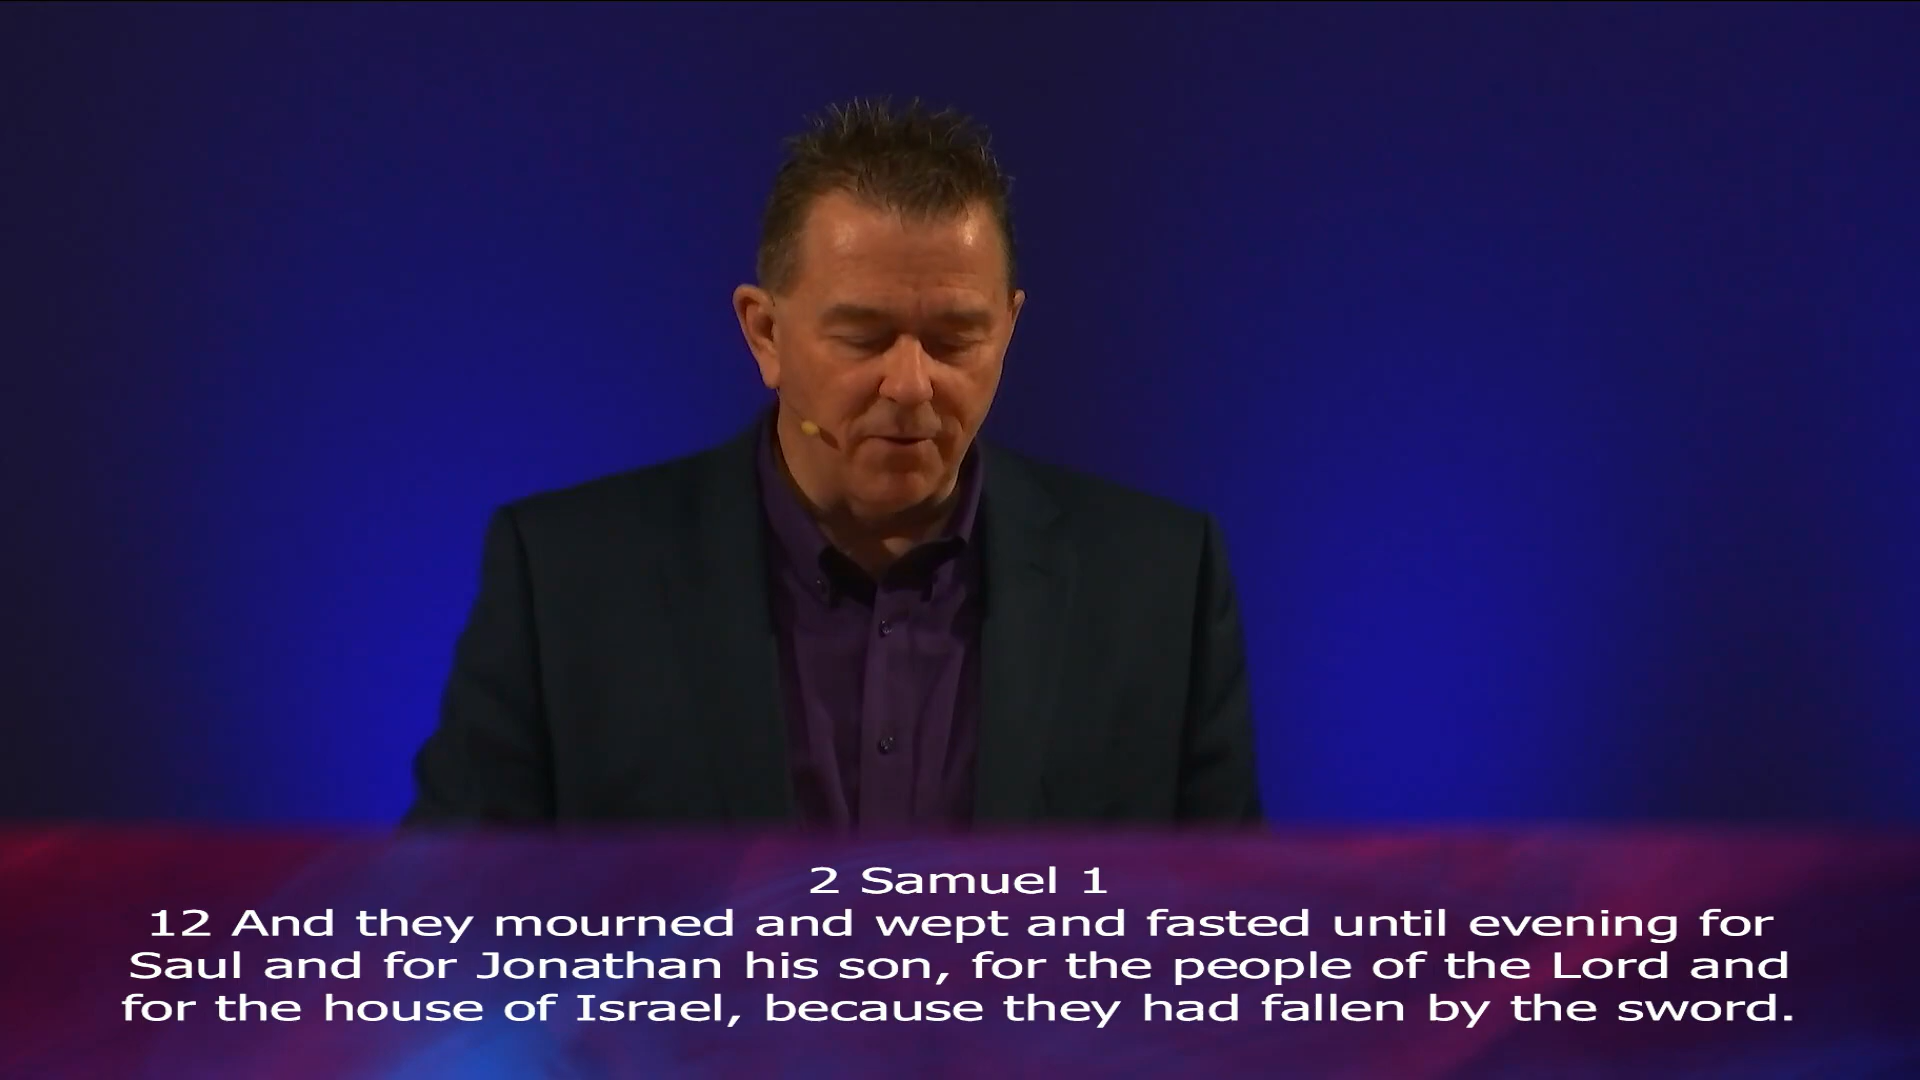 2 Samuel 1
12 And they mourned and wept and fasted until evening for
Saul and for Jonathan his son, for the people of the Lord and
for the house of Israel, because they had fallen by the sword.